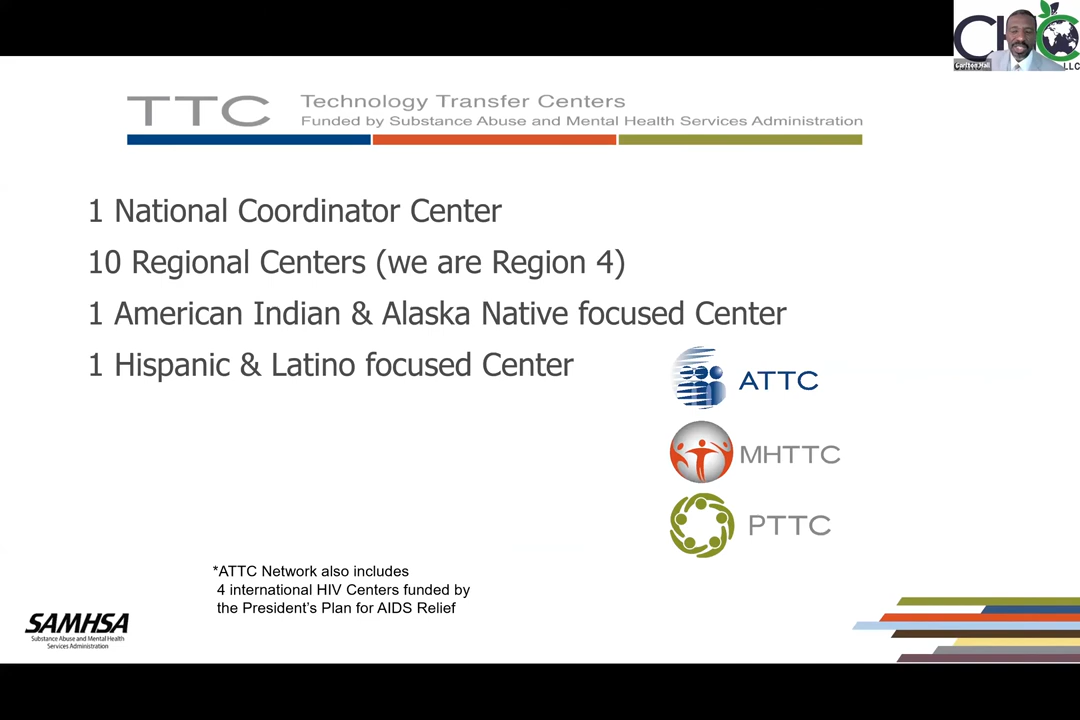 CHC
LLC
Carlton Hall
TTC
Technology Transfer Centers
Funded by Substance Abuse and Mental Health Services Administration
1 National Coordinator Center
10 Regional Centers (we are Region 4)
1 American Indian & Alaska Native focused Center
1 Hispanic & Latino focused Center
ATTC
MHTTC
PTTC
*ATTC Network also includes
4 international HIV Centers funded by
the President's Plan for AIDS Relief
SAMHSA
Substance Abuse and Mental Health
Services Administration